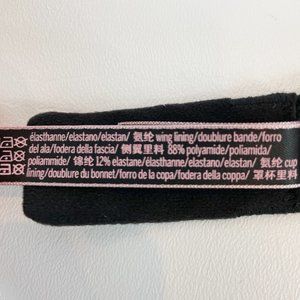 élasthanne/elastano/elastan/ 氨纶 wing lining/doublure bande/forro
del ala/fodera della fascia/ 侧翼里料 88% polyamide/poliamida/
poliammide/ 锦纶 12% elastane/élasthanne/elastano/elastan/ 氨纶 cup
lining/doublure du bonnet/forro de la copa/fodera della coppa/ 罩杯里料